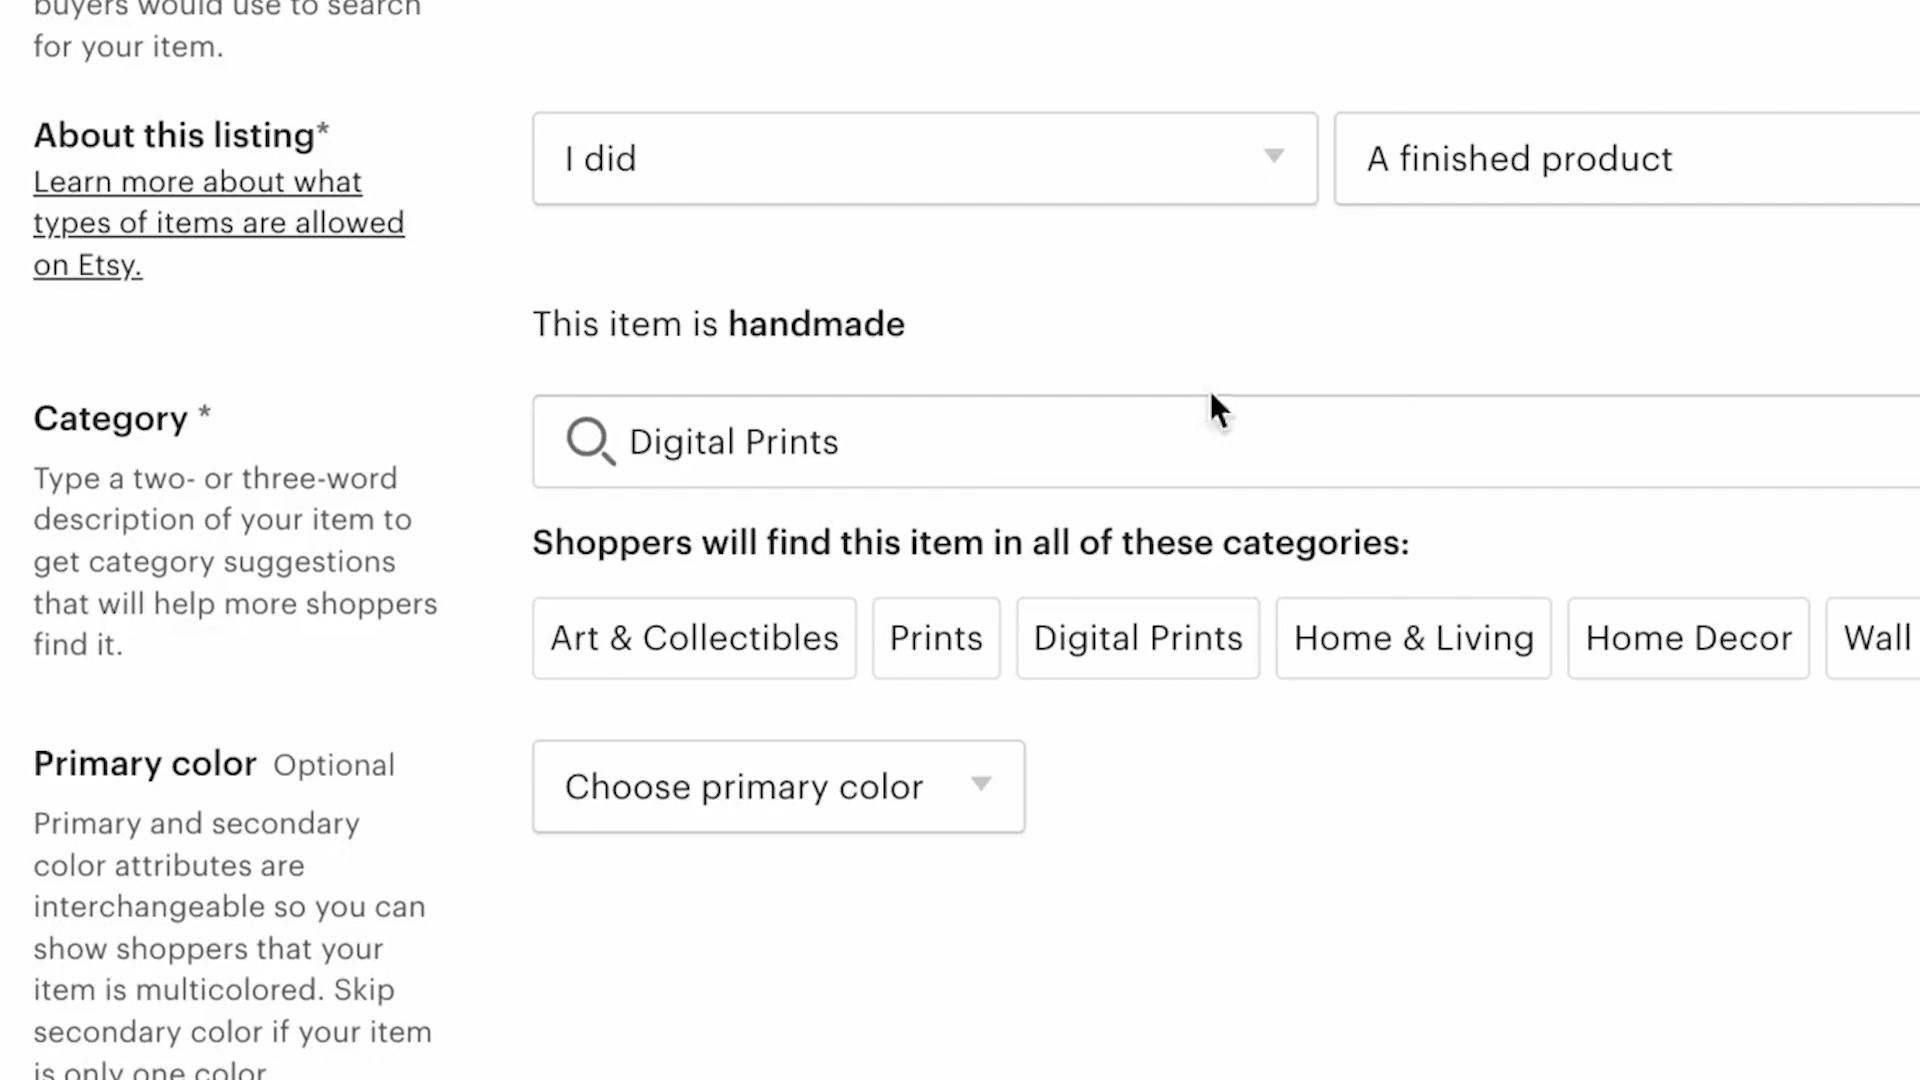 buyers would use to search
for your item.
About this listing*
Learn more about what
types of items are allowed
on Etsy.
I did
A finished product
This item is handmade
Category *
Type a two- or three-word
description of your item to
get category suggestions
that will help more shoppers
find it.
Digital Prints
Shoppers will find this item in all of these categories:
Art & Collectibles
Prints
Digital Prints
Home & Living
Home Decor
Wall
Primary color Optional
Primary and secondary
color attributes are
interchangeable so you can
show shoppers that your
item is multicolored. Skip
secondary color if your item
is only one color
Choose primary color